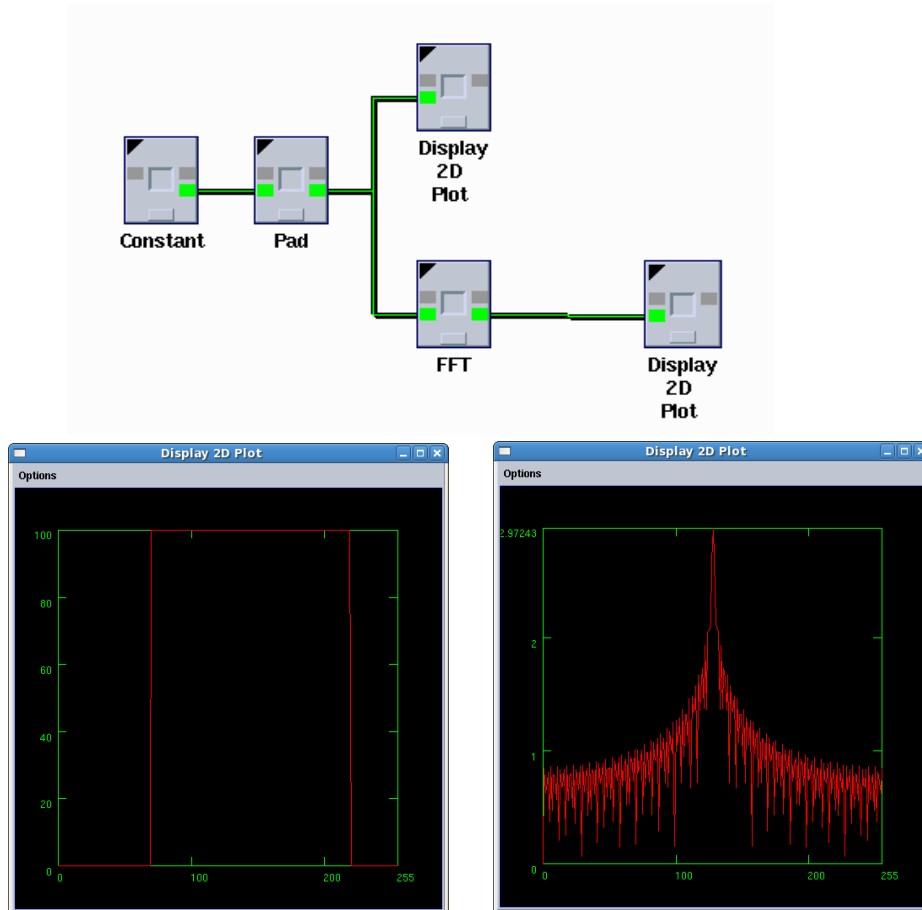 Display
2D
Plot
Constant
Pad
FFT
Display
2D
Plot
Display 2D Plot
Options
100
80
60
40
20
0
0
100
200
255
Display 2D Plot
Options
2.97243
2
1
0
0
100
200
255